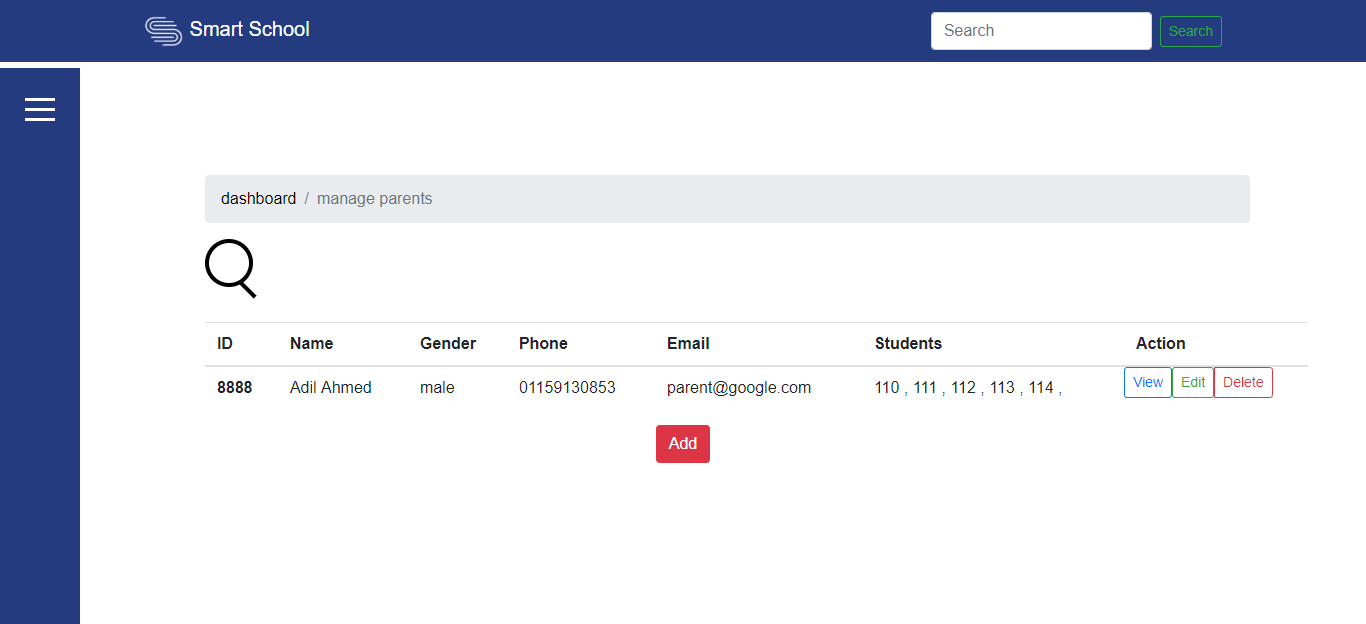 Smart School
Search Search
dashboard / manage parents
ID Name Gender Phone Email Students Action
8888 Adil Ahmed male 01159130853 parent@google.com 110 , 111 , 112 , 113 , 114 , View Edit Delete
Add